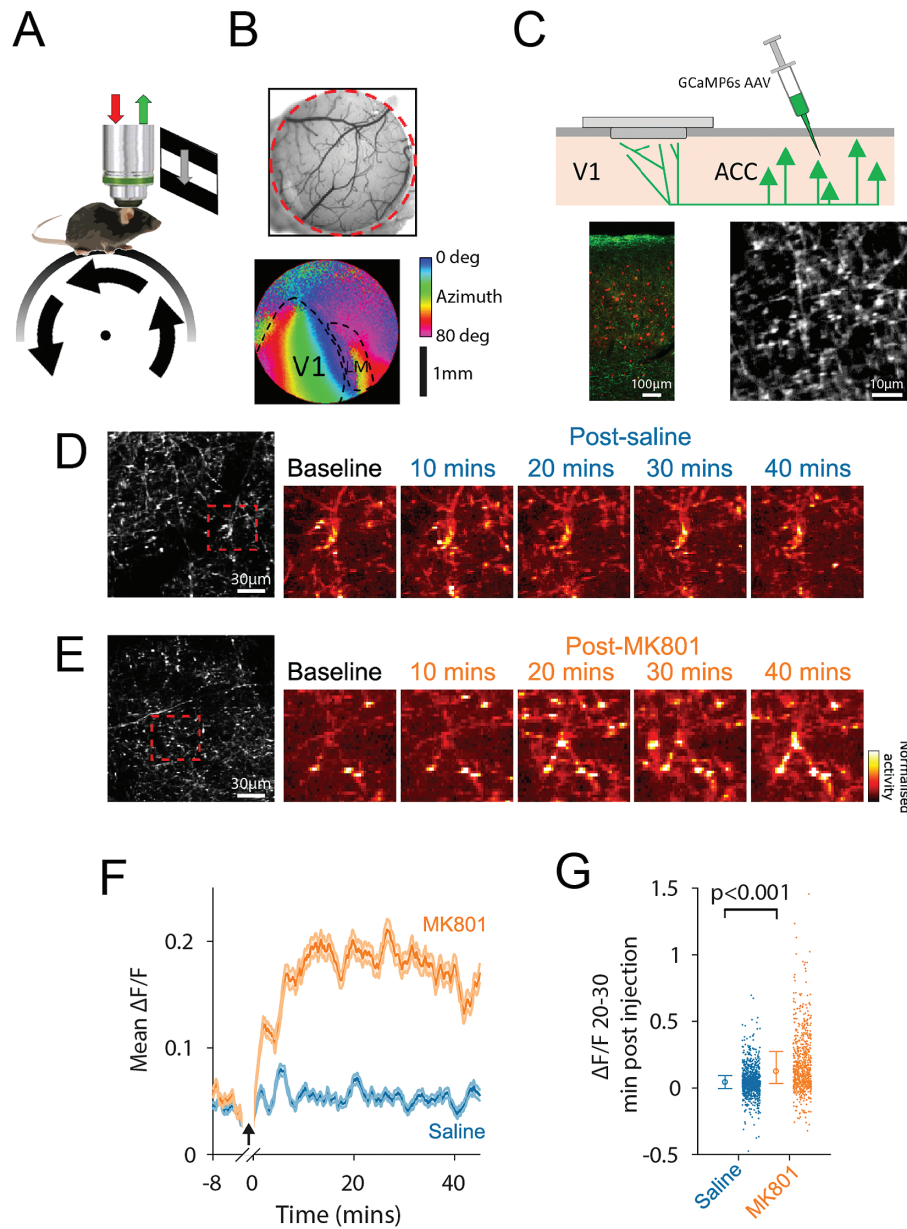 A
B
C
GCaMP6s AAV
V1
ACC
0 deg
Azimuth
80 deg
V1
LM
1mm
100µm
10µm
D
Post-saline
Baseline
10 mins
20 mins
30 mins
40 mins
30µm
E
Post-MK801
Baseline
10 mins
20 mins
30 mins
40 mins
30µm
Normalised
activity
F
MK801
Saline
Mean ΔF/F
0.2
0.1
0
-8
0
20
40
Time (mins)
G
p<0.001
ΔF/F 20-30
min post injection
1.5
1
0.5
0
-0.5
Saline
MK801